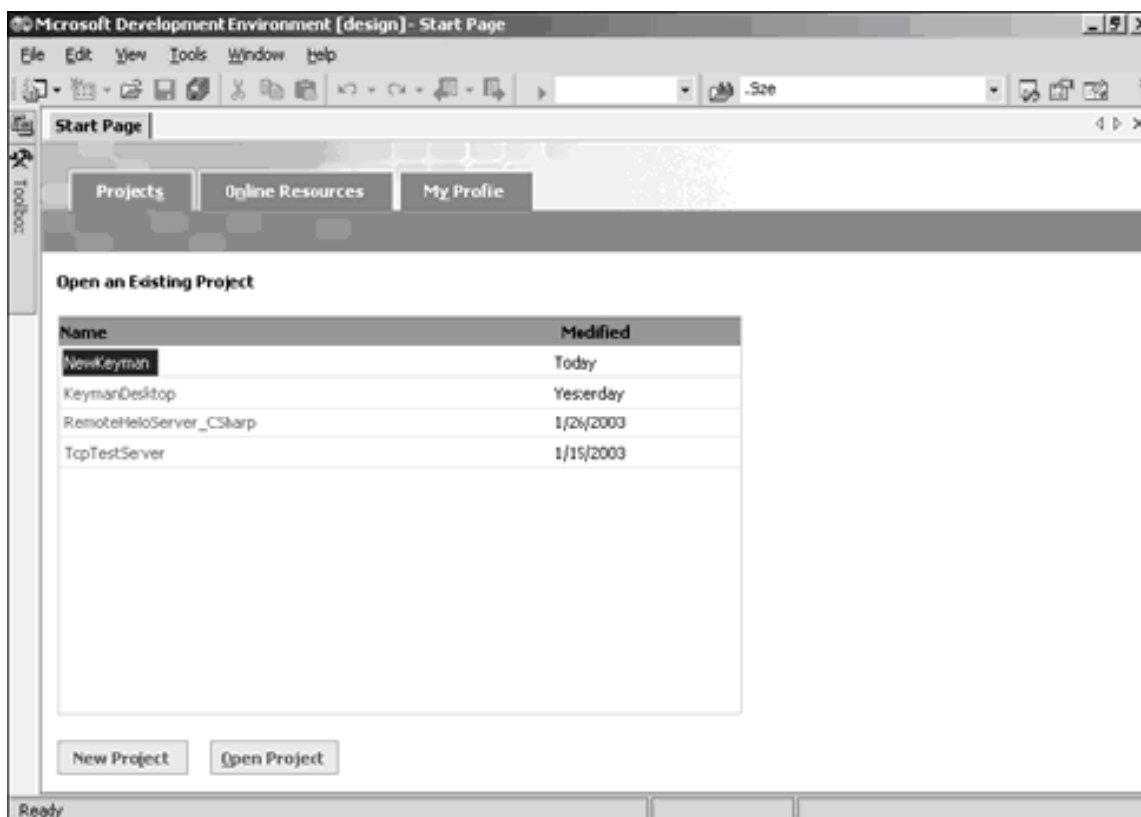 Microsoft Development Environment [design] - Start Page
File Edit View Tools Window Help
.Size
Start Page
Toolbox
Projects Online Resources My Profile
Open an Existing Project
Name Modified
NewKeyman Today
KeymanDesktop Yesterday
RemoteHelloServer_CSharp 1/26/2003
TcpTestServer 1/15/2003
New Project Open Project
Ready